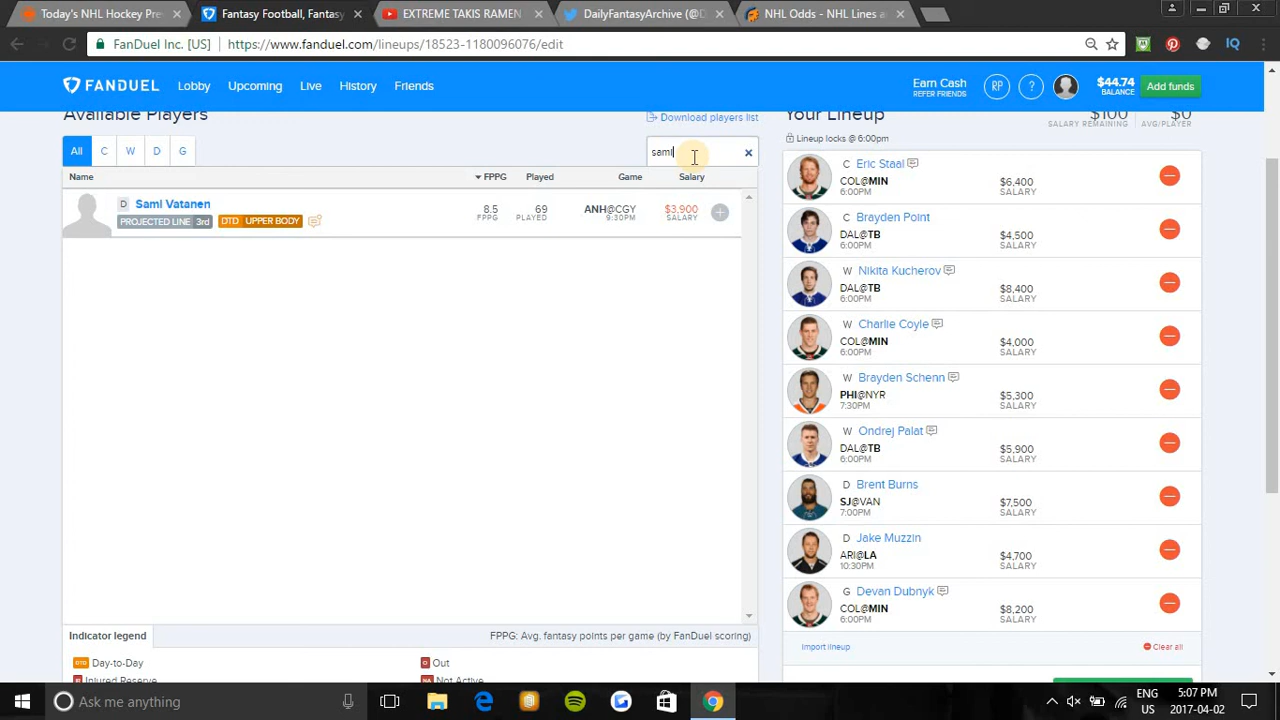 Today's NHL Hockey Pre
Fantasy Football, Fantasy
EXTREME TAKIS RAMEN
DailyFantasyArchive (@D
NHL Odds - NHL Lines a
FanDuel Inc. [US]
https://www.fanduel.com/lineups/18523-1180096076/edit
IQ
FANDUEL
Lobby
Upcoming
Live
History
Friends
Earn Cash
REFER FRIENDS
RP
?
$44.74
BALANCE
Add funds
Available Players
Download players list
All
C
W
D
G
sami
Name
FPPG
Played
Game
Salary
D Sami Vatanen
PROJECTED LINE 3rd
DTD UPPER BODY
8.5
FPPG
69
PLAYED
ANH@CGY
9:30PM
$3,900
SALARY
Indicator legend
FPPG: Avg. fantasy points per game (by FanDuel scoring)
DTD Day-to-Day
O Out
Injured Reserve
Not Active
Your Lineup
$100
SALARY REMAINING
$0
AVG/PLAYER
Lineup locks @ 6:00pm
C Eric Staal
COL@MIN
6:00PM
$6,400
SALARY
C Brayden Point
DAL@TB
6:00PM
$4,500
SALARY
W Nikita Kucherov
DAL@TB
6:00PM
$8,400
SALARY
W Charlie Coyle
COL@MIN
6:00PM
$4,000
SALARY
W Brayden Schenn
PHI@NYR
7:30PM
$5,300
SALARY
W Ondrej Palat
DAL@TB
6:00PM
$5,900
SALARY
D Brent Burns
SJ@VAN
7:00PM
$7,500
SALARY
D Jake Muzzin
ARI@LA
10:30PM
$4,700
SALARY
G Devan Dubnyk
COL@MIN
6:00PM
$8,200
SALARY
Import lineup
Clear all
Ask me anything
ENG
US
5:07 PM
2017-04-02